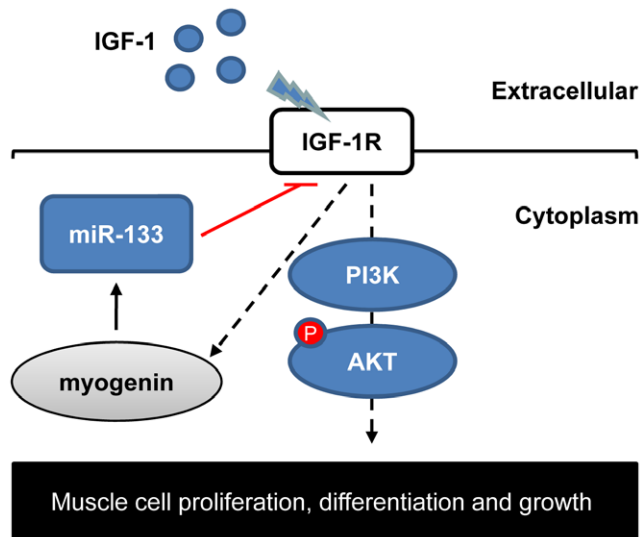 IGF-1
Extracellular
IGF-1R
Cytoplasm
miR-133
PI3K
P
AKT
myogenin
Muscle cell proliferation, differentiation and growth